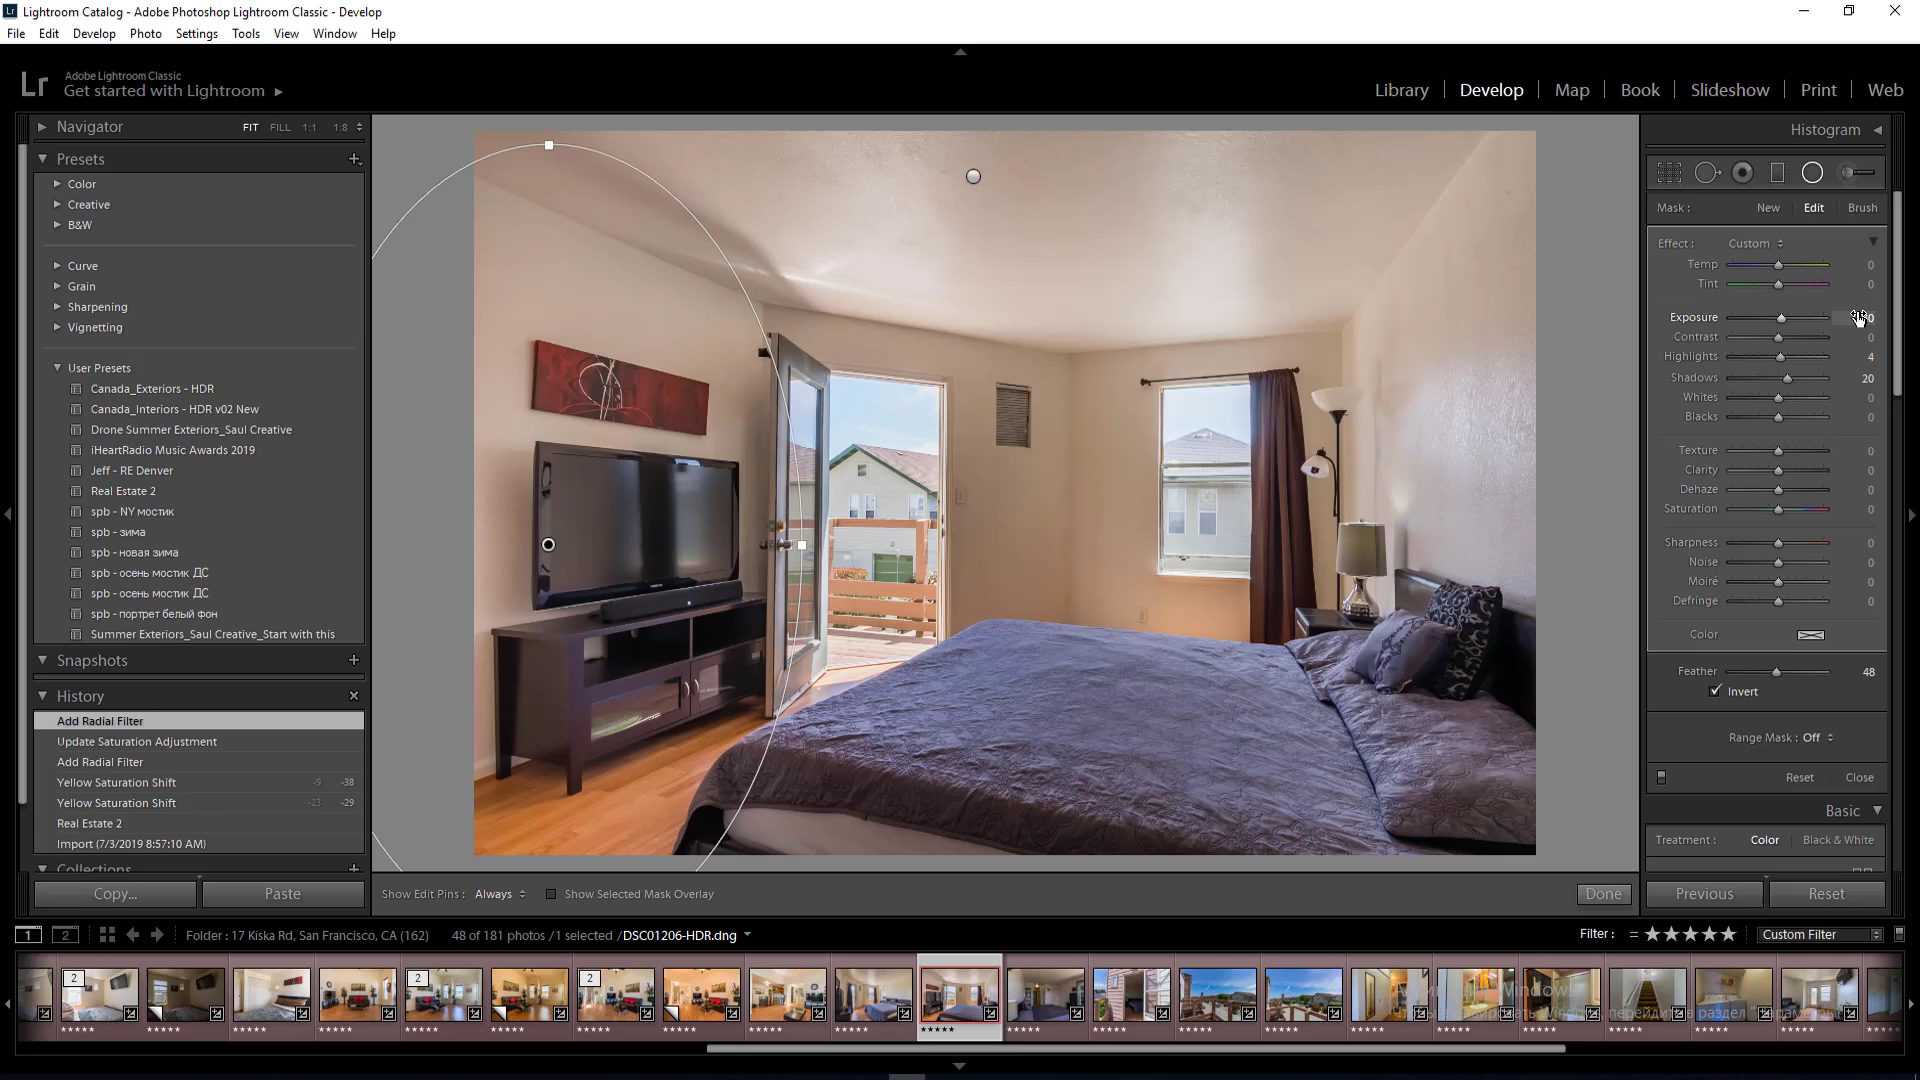 Lightroom Catalog - Adobe Photoshop Lightroom Classic - Develop
File Edit Develop Photo Settings Tools View Window Help
Lr Adobe Lightroom Classic
Get started with Lightroom
Library Develop Map Book Slideshow Print Web
Navigator FIT FILL 1:1 1:8
Presets
Color
Creative
B&W
Curve
Grain
Sharpening
Vignetting
User Presets
Canada_Exteriors - HDR
Canada_Interiors - HDR v02 New
Drone Summer Exteriors_Saul Creative
iHeartRadio Music Awards 2019
Jeff - RE Denver
Real Estate 2
spb - NY мостик
spb - зима
spb - новая зима
spb - осень мостик ДС
spb - осень мостик ДС
spb - портрет белый фон
Summer Exteriors_Saul Creative_Start with this
Snapshots
History
Add Radial Filter
Update Saturation Adjustment
Add Radial Filter
Yellow Saturation Shift -9 -38
Yellow Saturation Shift -23 -29
Real Estate 2
Import (7/3/2019 8:57:10 AM)
Collections
Copy... Paste
Show Edit Pins : Always Show Selected Mask Overlay Done
Histogram
Mask : New Edit Brush
Effect : Custom
Temp 0
Tint 0
Exposure
Contrast 0
Highlights 4
Shadows 20
Whites 0
Blacks 0
Texture 0
Clarity 0
Dehaze 0
Saturation 0
Sharpness 0
Noise 0
Moiré 0
Defringe 0
Color
Feather 48
Invert
Range Mask : Off
Reset Close
Basic
Treatment : Color Black & White
Previous Reset
1 2 Folder : 17 Kiska Rd, San Francisco, CA (162) 48 of 181 photos /1 selected /DSC01206-HDR.dng Filter : Custom Filter
2 2 2